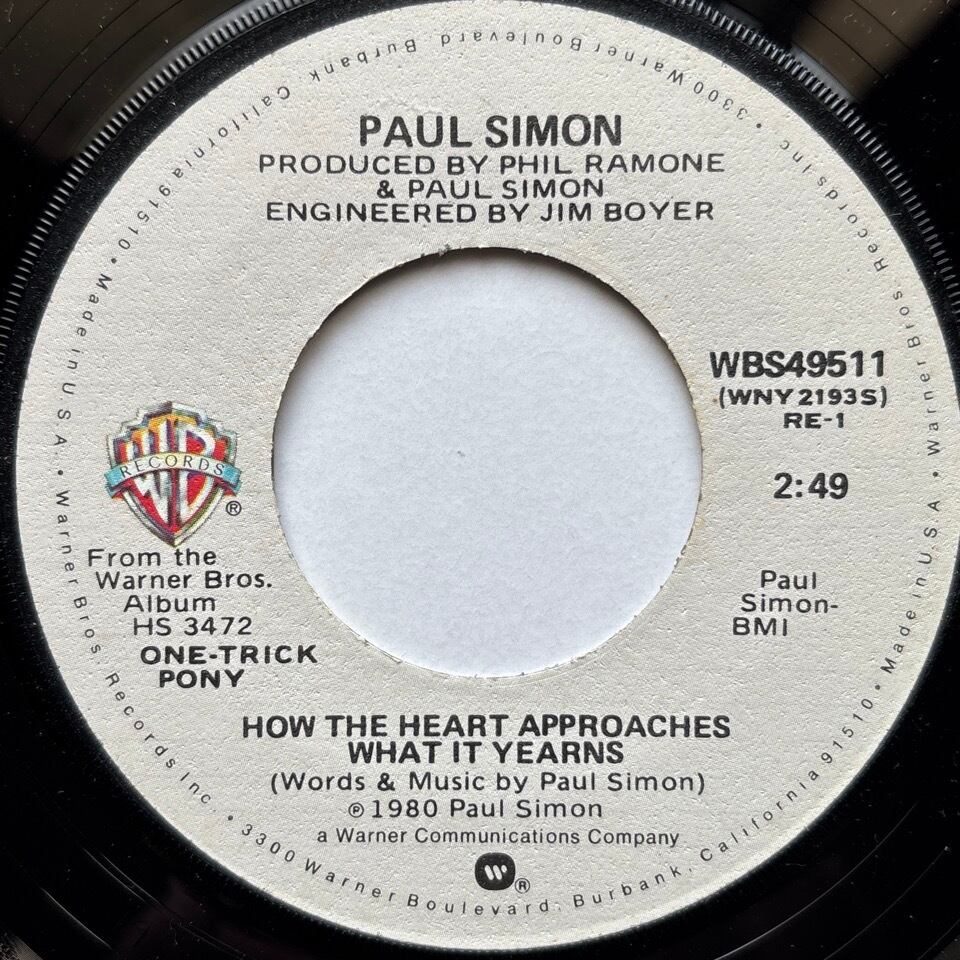 PAUL SIMON
PRODUCED BY PHIL RAMONE
& PAUL SIMON
ENGINEERED BY JIM BOYER
WBS49511
(WNY 2193S)
RE-1
2:49
WB
RECORDS
®
From the
Warner Bros.
Album
HS 3472
ONE-TRICK
PONY
Paul
Simon-
BMI
HOW THE HEART APPROACHES
WHAT IT YEARNS
(Words & Music by Paul Simon)
℗ 1980 Paul Simon
a Warner Communications Company
W ®
Warner Bros. Records Inc. • 3300 Warner Boulevard. Burbank. California 91510 • Made in U S A • Warner Bros. Records Inc. • 3300 Warner Boulevard. Burbank. California 91510 • Made in U S A. •